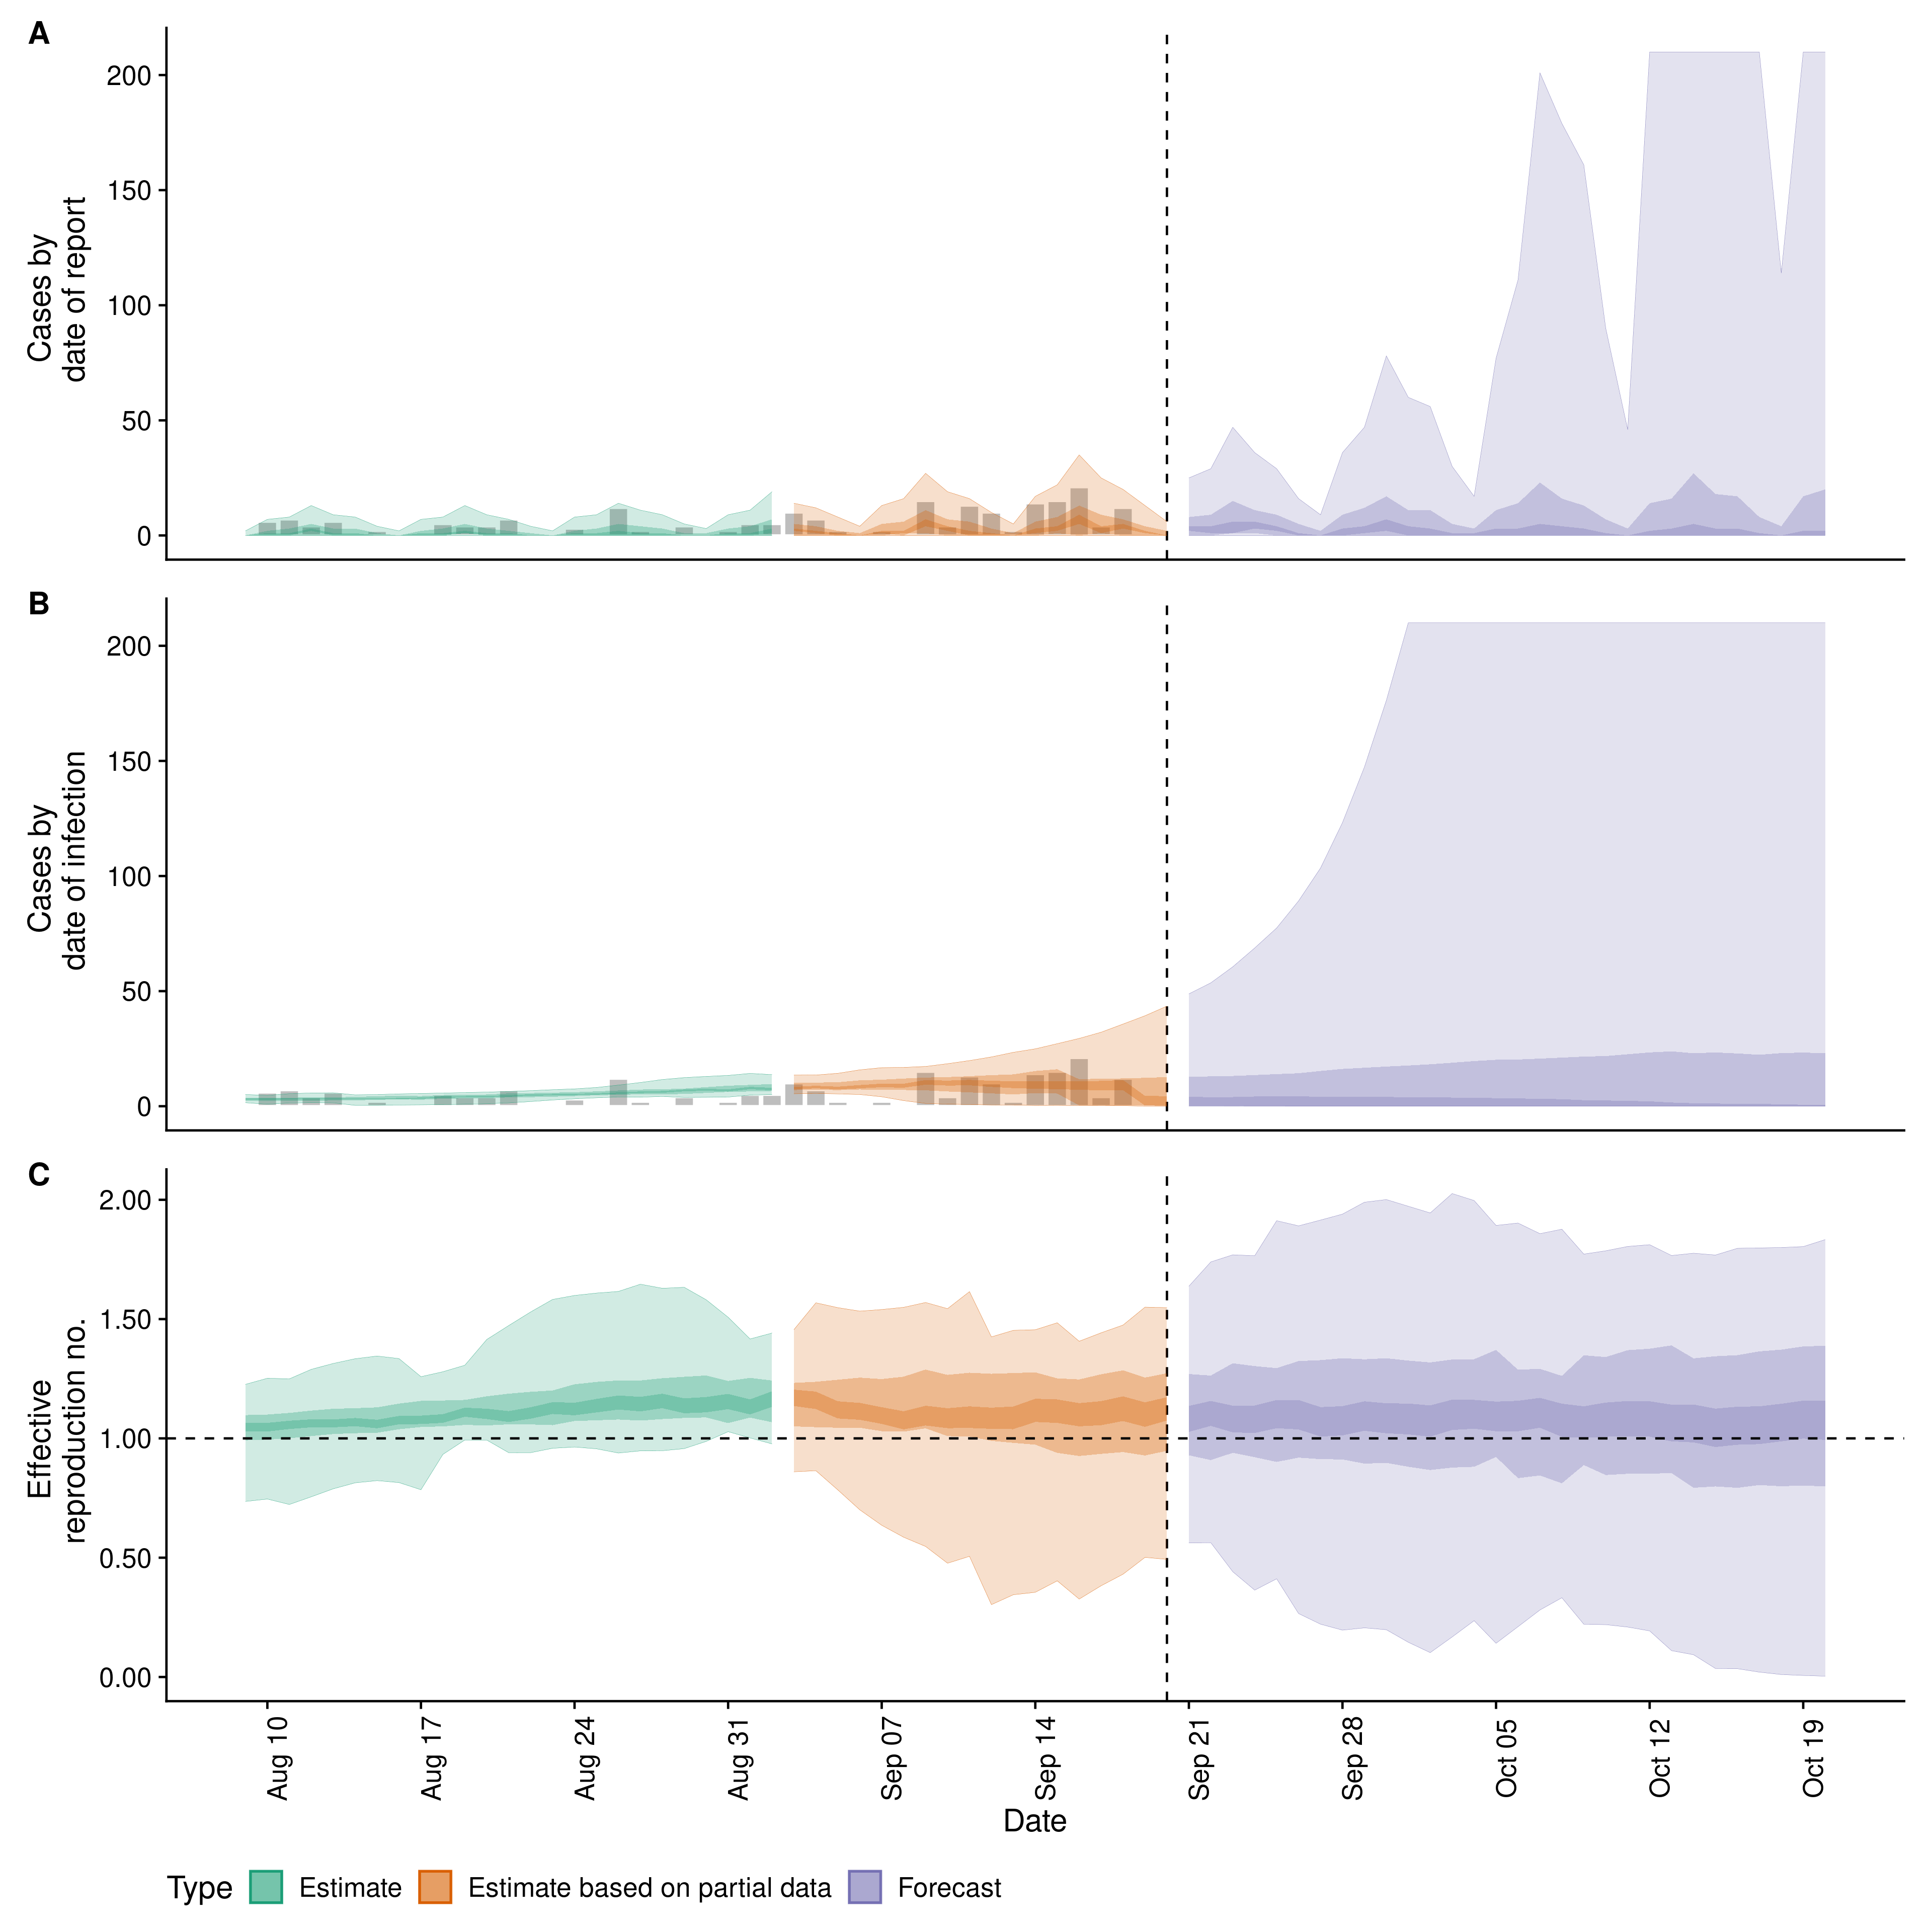 A
Cases by
date of report
200
150
100
50
0
B
Cases by
date of infection
200
150
100
50
0
C
Effective
reproduction no.
2.00
1.50
1.00
0.50
0.00
Aug 10
Aug 17
Aug 24
Aug 31
Sep 07
Sep 14
Sep 21
Sep 28
Oct 05
Oct 12
Oct 19
Date
Type Estimate Estimate based on partial data Forecast